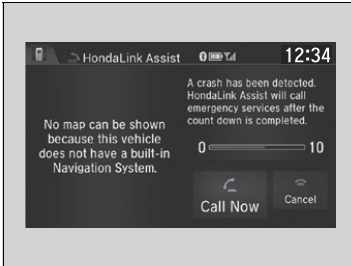 HondaLink Assist
12:34
No map can be shown
because this vehicle
does not have a built-in
Navigation System.
A crash has been detected.
HondaLink Assist will call
emergency services after the
count down is completed.
0
10
Call Now
Cancel